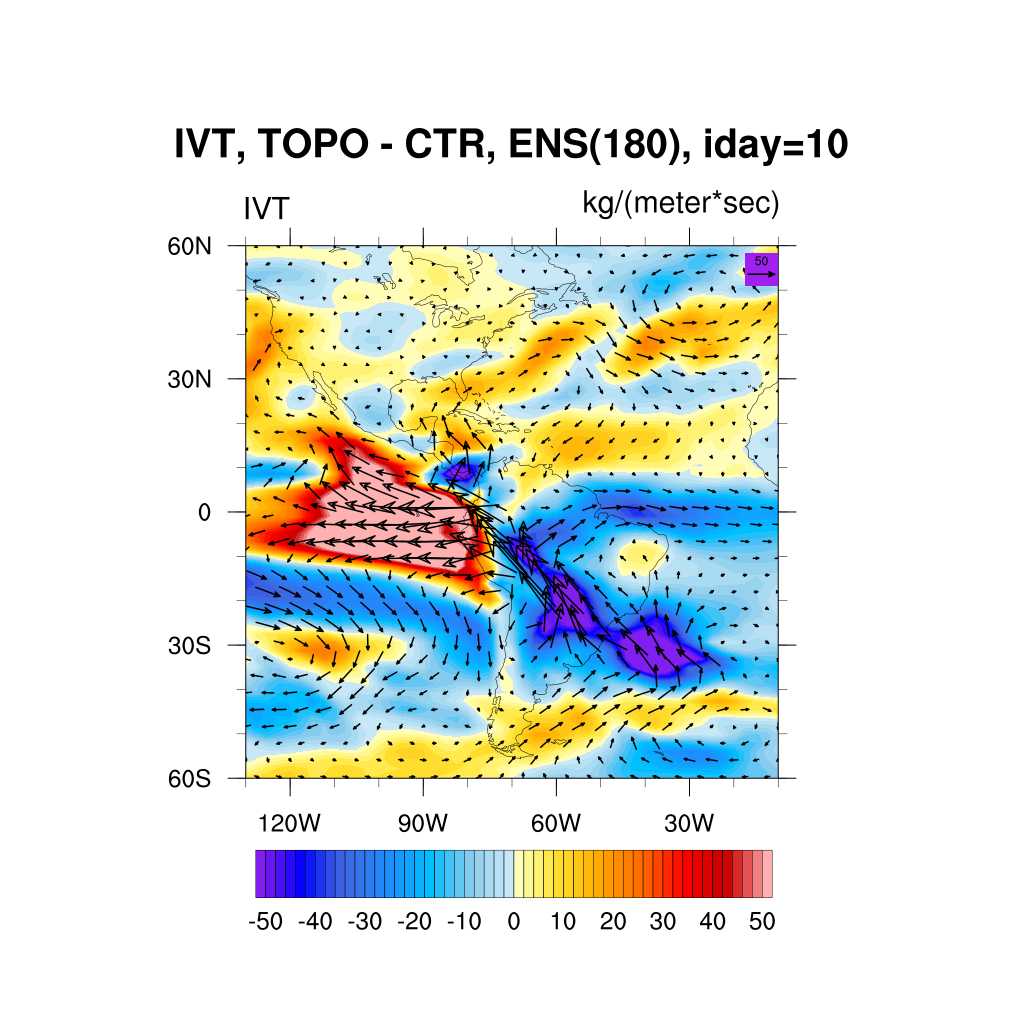 IVT, TOPO - CTR, ENS(180), iday=10
IVT kg/(meter*sec)
60N
50
30N
0
30S
60S
120W 90W 60W 30W
-50 -40 -30 -20 -10 0 10 20 30 40 50